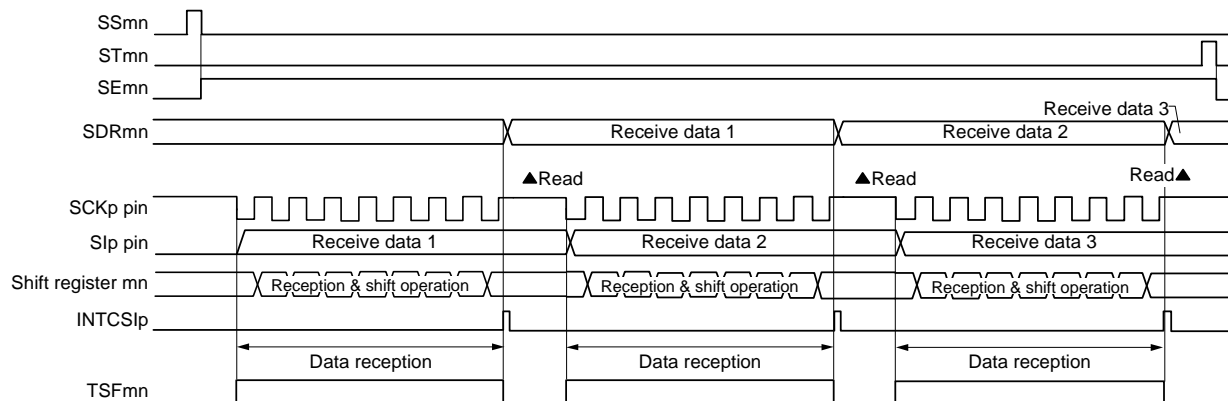 SSmn
STmn
SEmn
Receive data 3
SDRmn Receive data 1 Receive data 2
▲Read ▲Read Read▲
SCKp pin
SIp pin Receive data 1 Receive data 2 Receive data 3
Shift register mn Reception & shift operation Reception & shift operation Reception & shift operation
INTCSIp
Data reception Data reception Data reception
TSFmn